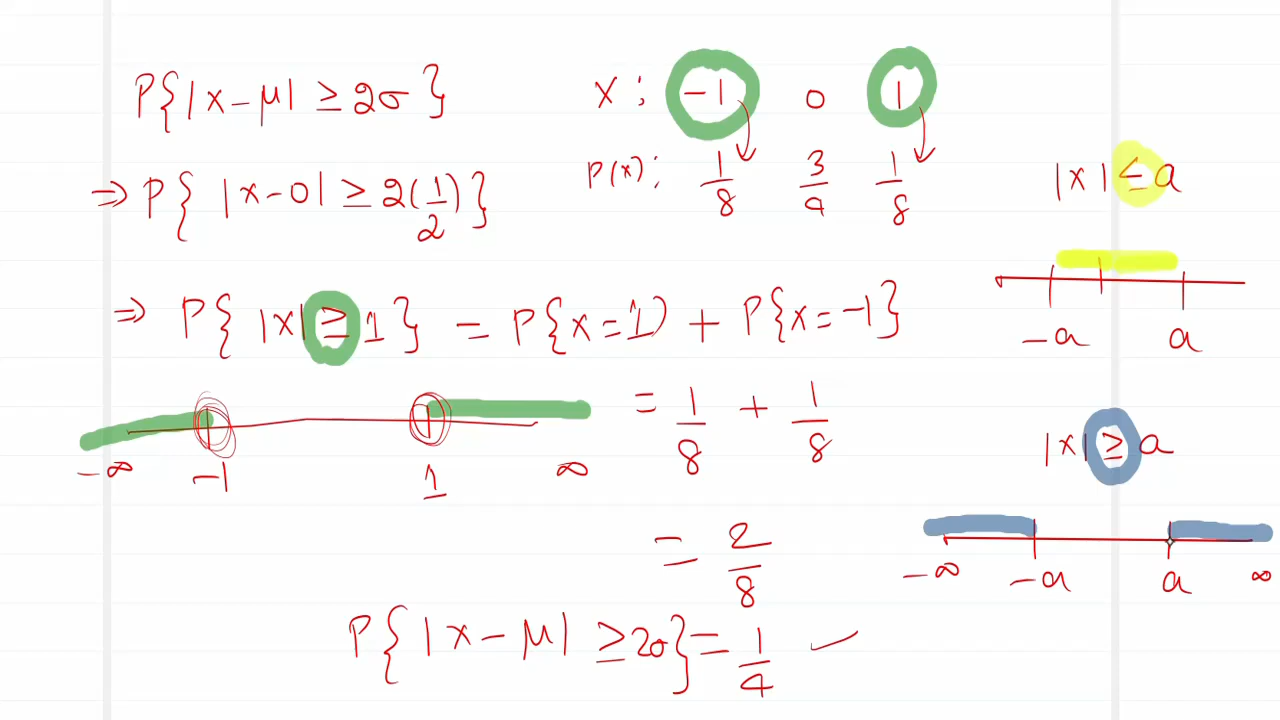 P{|x-μ| ≥ 2σ}
⇒ P{ |x-0| ≥ 2(1/2)}
⇒ P{ |x| ≥ 1} = P{x=1) + P{x=-1}
= 1/8 + 1/8
= 2/8
P{ |x-μ| ≥ 2σ} = 1/4 ✓
-∞ -1 1 ∞
x : -1 0 1
P(x) : 1/8 3/4 1/8
|x| ≤ a
-a a
|x| ≥ a
-∞ -a a ∞